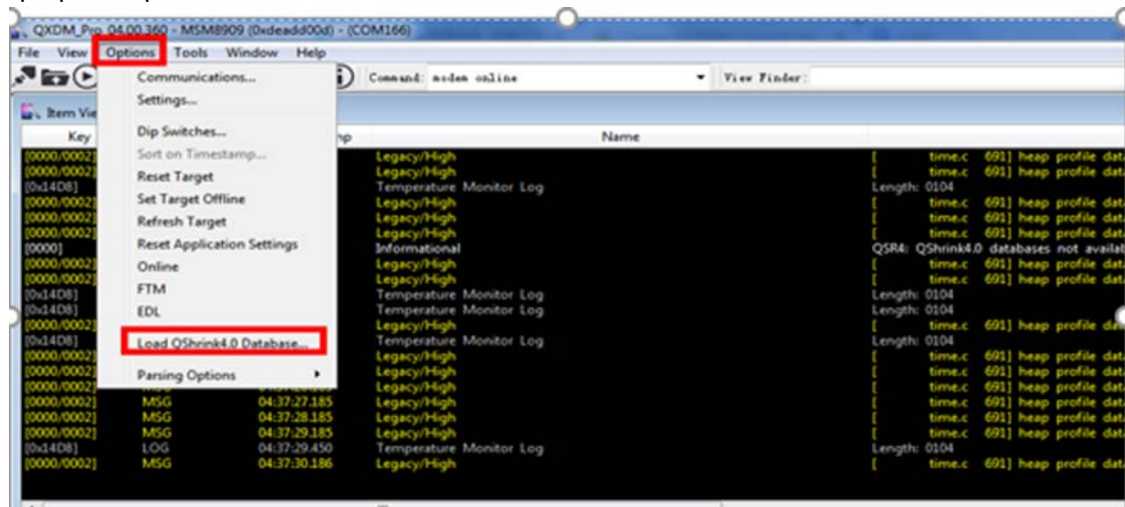 QXDM_Pro 04.00.360 - MSM8909 (0xdeadd00d) - (COM166)
File View Options Tools Window Help
Command: modem online View Finder:
Communications...
Settings...
Dip Switches...
Sort on Timestamp...
Reset Target
Set Target Offline
Refresh Target
Reset Application Settings
Online
FTM
EDL
Load QShrink4.0 Database...
Parsing Options
Item Vie
Key mp Name
[0000/0002] Legacy/High [ time.c 691] heap profile dat
[0000/0002] Legacy/High [ time.c 691] heap profile dat
[0x14D8] Temperature Monitor Log Length: 0104
[0000/0002] Legacy/High [ time.c 691] heap profile dat
[0000/0002] Legacy/High [ time.c 691] heap profile dat
[0000/0002] Legacy/High [ time.c 691] heap profile dat
[0000] Informational QSR4: QShrink4.0 databases not availab
[0000/0002] Legacy/High [ time.c 691] heap profile dat
[0000/0002] Legacy/High [ time.c 691] heap profile dat
[0x14D8] Temperature Monitor Log Length: 0104
[0x14D8] Temperature Monitor Log Length: 0104
[0000/0002] Legacy/High [ time.c 691] heap profile da
[0x14D8] Temperature Monitor Log Length: 0104
[0000/0002] Legacy/High [ time.c 691] heap profile dat
[0000/0002] Legacy/High [ time.c 691] heap profile dat
[0000/0002] Legacy/High [ time.c 691] heap profile dat
[0000/0002] MSG 04:37:27.185 Legacy/High [ time.c 691] heap profile dat
[0000/0002] MSG 04:37:28.185 Legacy/High [ time.c 691] heap profile dat
[0000/0002] MSG 04:37:29.185 Legacy/High [ time.c 691] heap profile dat
[0x14D8] LOG 04:37:29.450 Temperature Monitor Log Length: 0104
[0000/0002] MSG 04:37:30.186 Legacy/High [ time.c 691] heap profile dat